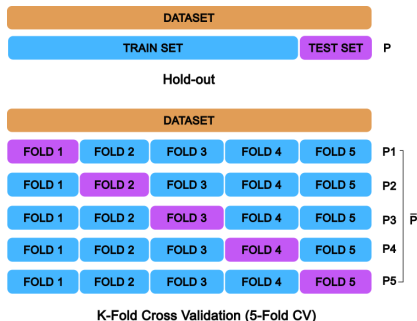 DATASET
TRAIN SET TEST SET P
Hold-out
DATASET
FOLD 1 FOLD 2 FOLD 3 FOLD 4 FOLD 5 P1
FOLD 1 FOLD 2 FOLD 3 FOLD 4 FOLD 5 P2
FOLD 1 FOLD 2 FOLD 3 FOLD 4 FOLD 5 P3
P̅
FOLD 1 FOLD 2 FOLD 3 FOLD 4 FOLD 5 P4
FOLD 1 FOLD 2 FOLD 3 FOLD 4 FOLD 5 P5
K-Fold Cross Validation (5-Fold CV)